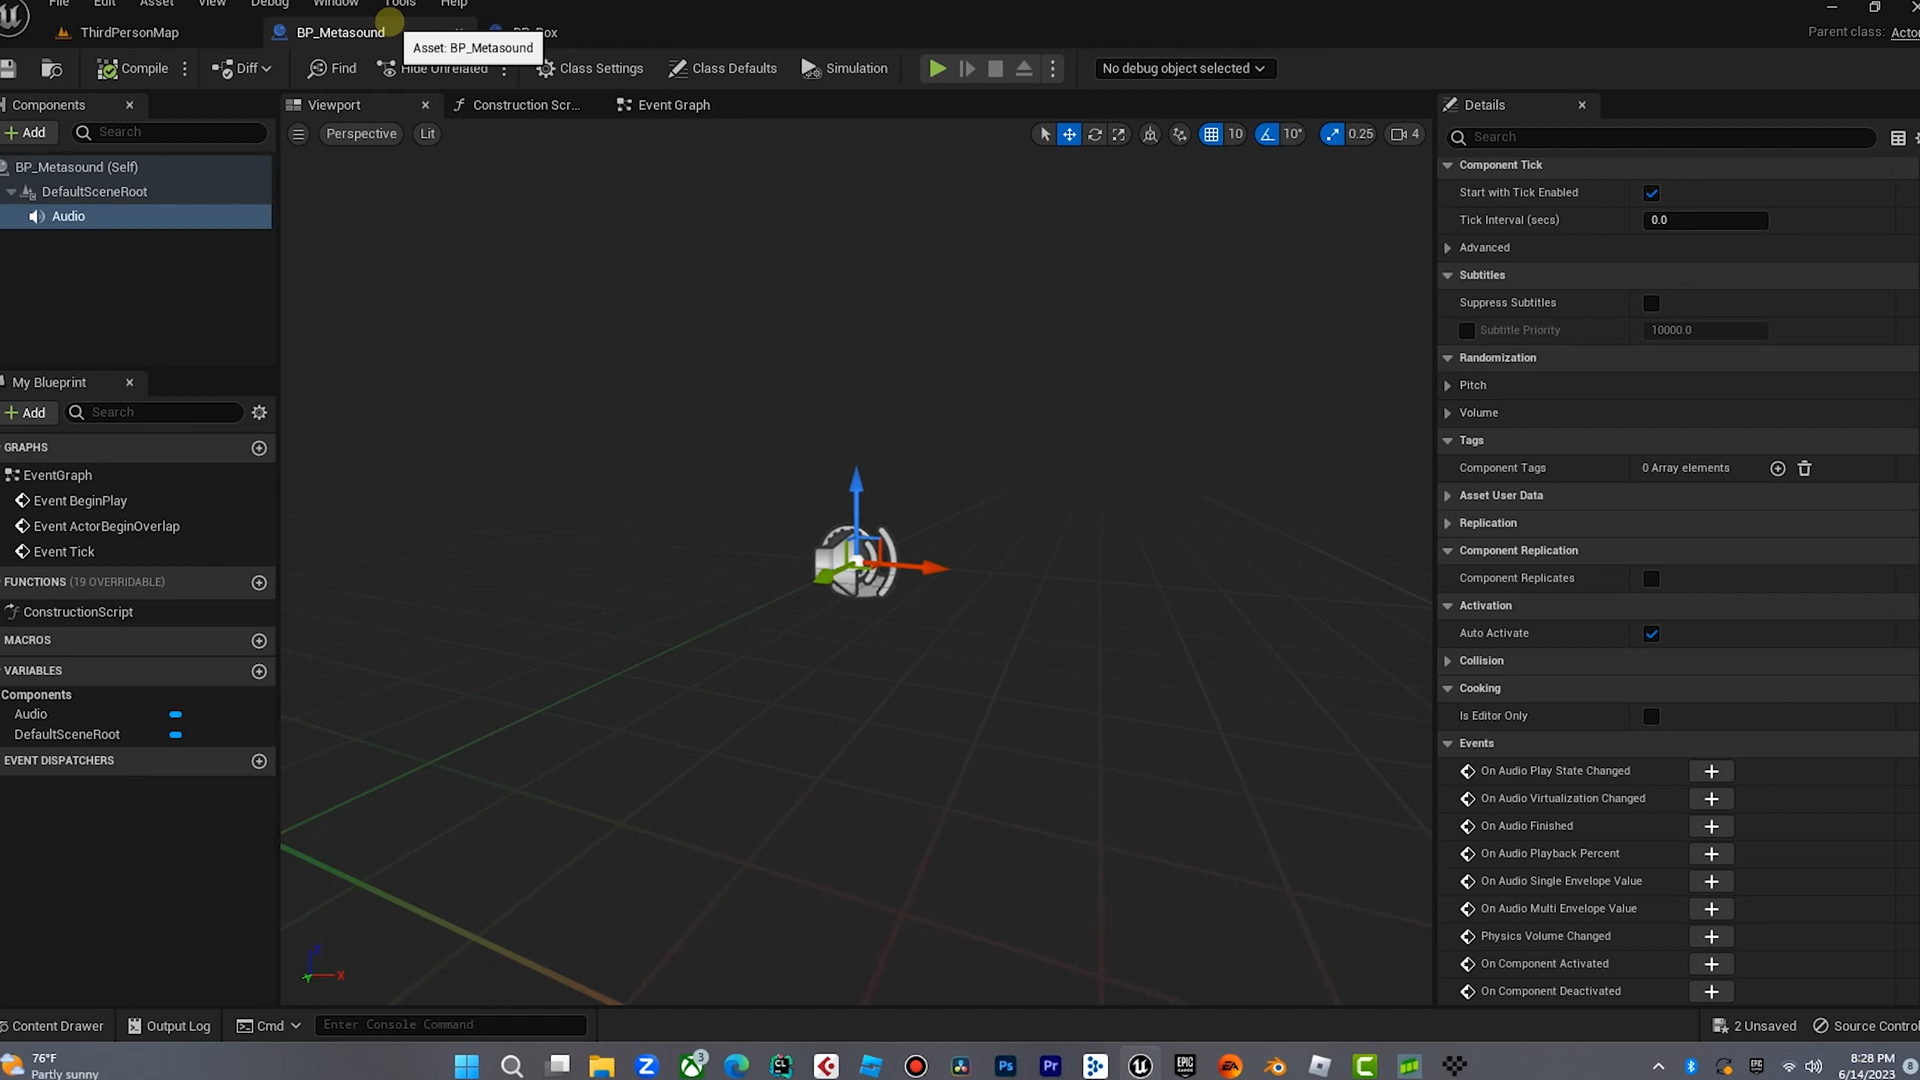 File Edit Asset View Debug Window Tools Help
ThirdPersonMap BP_Metasound
Asset: BP_Metasound
Parent class: Acto
Compile Diff Find Hide Unrelated Class Settings Class Defaults Simulation No debug object selected
Components Viewport Construction Scr... Event Graph Details
Add Search Perspective Lit 10 10° 0.25 4 Search
BP_Metasound (Self)
DefaultSceneRoot
Audio
Component Tick
Start with Tick Enabled
Tick Interval (secs) 0.0
Advanced
Subtitles
Suppress Subtitles
Subtitle Priority 10000.0
Randomization
Pitch
Volume
Tags
Component Tags 0 Array elements
Asset User Data
Replication
Component Replication
Component Replicates
Activation
Auto Activate
Collision
Cooking
Is Editor Only
Events
On Audio Play State Changed
On Audio Virtualization Changed
On Audio Finished
On Audio Playback Percent
On Audio Single Envelope Value
On Audio Multi Envelope Value
Physics Volume Changed
On Component Activated
On Component Deactivated
My Blueprint
Add Search
GRAPHS
EventGraph
Event BeginPlay
Event ActorBeginOverlap
Event Tick
FUNCTIONS (19 OVERRIDABLE)
ConstructionScript
MACROS
VARIABLES
Components
Audio
DefaultSceneRoot
EVENT DISPATCHERS
X
Content Drawer Output Log Cmd Enter Console Command 2 Unsaved Source Control
76°F
Partly sunny
3
Ps Pr
EPIC
EA
8:28 PM
6/14/2023
8